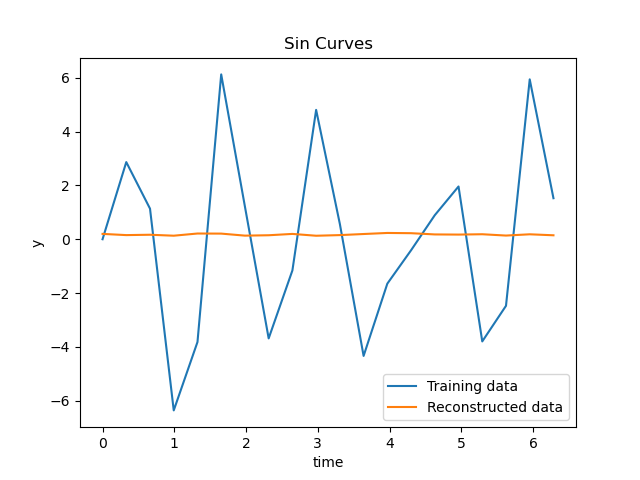 Sin Curves
y
6
4
2
0
−2
−4
−6
0 1 2 3 4 5 6
time
Training data
Reconstructed data